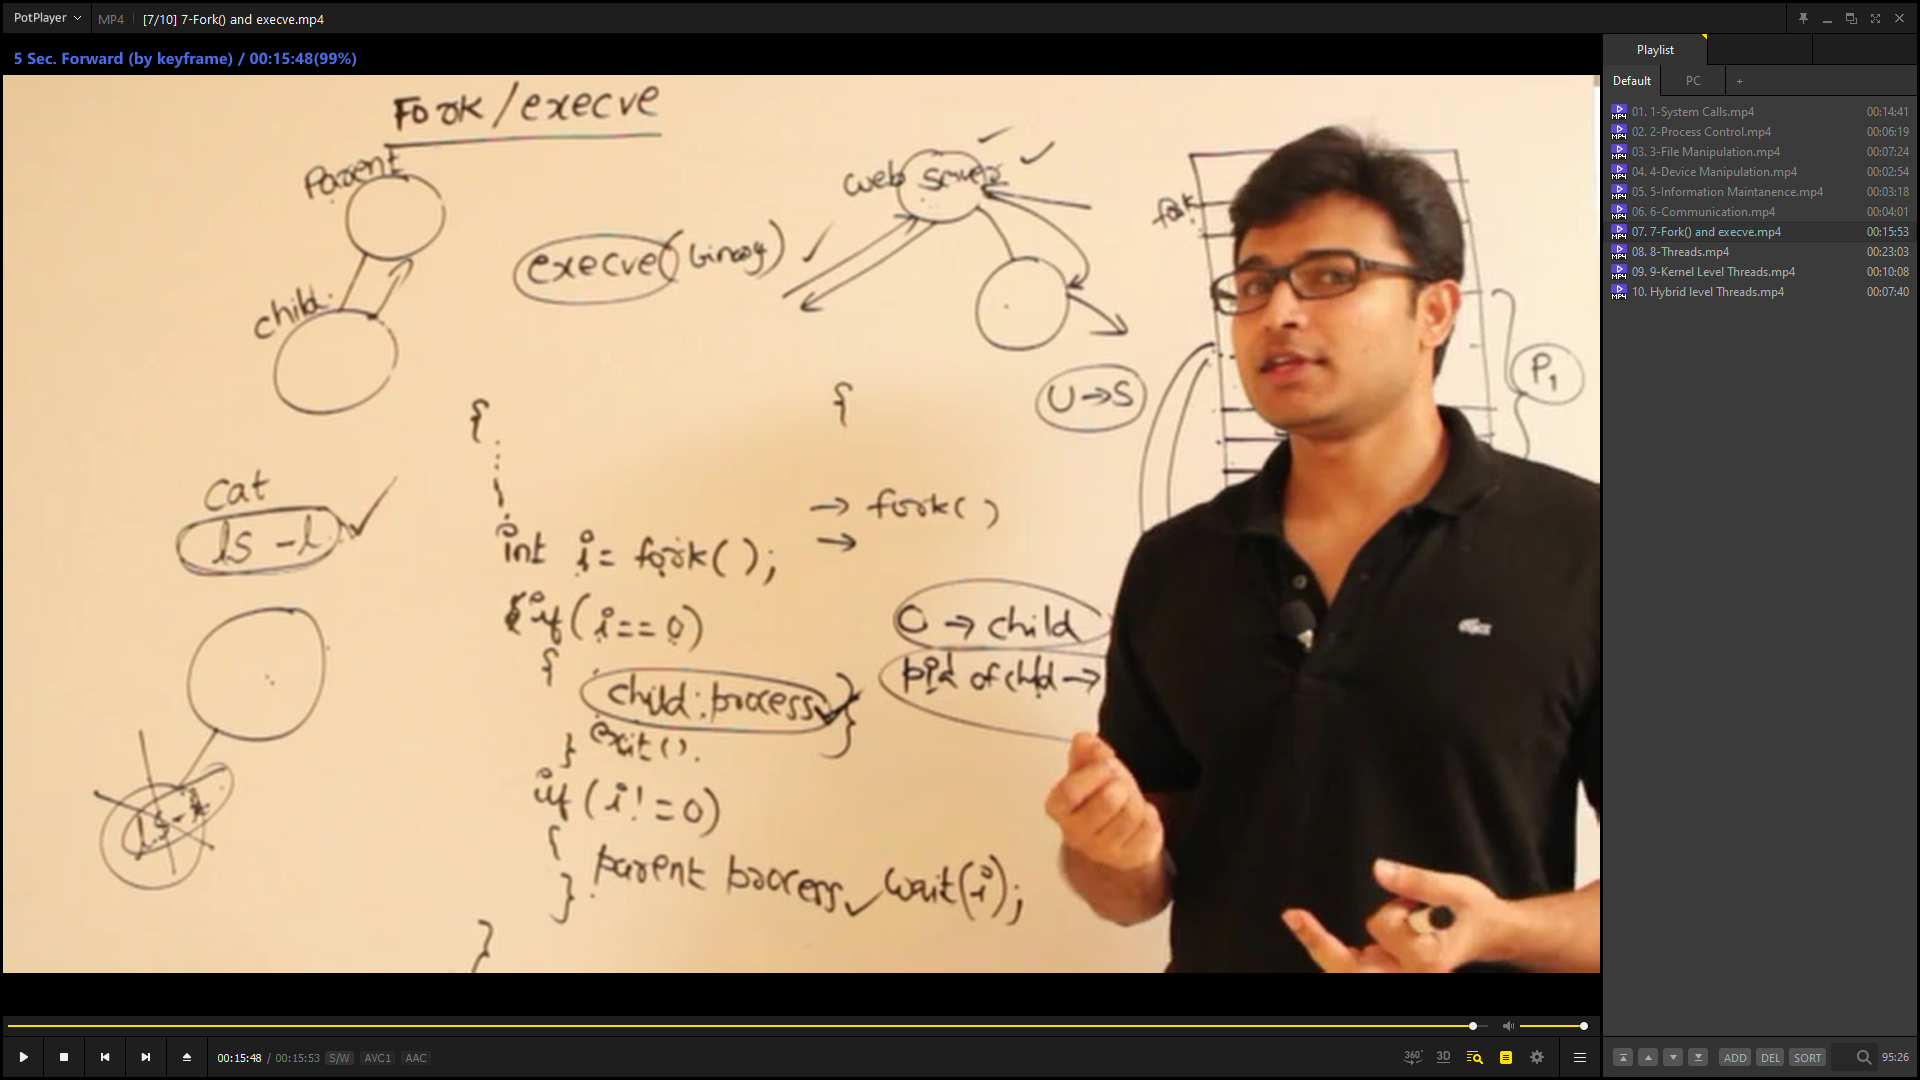 PotPlayer
MP4
[7/10] 7-Fork() and execve.mp4
5 Sec. Forward (by keyframe) / 00:15:48(99%)
Fork/execve
Parent
child
execve(binary)
web server
fork
P1
U→S
{
{
cat
ls -l
→ fork()
→
int i = fork();
if(i==0)
0 → child
{
pid of child →
child process }
} exit().
if(i!=0)
{
parent process wait(i);
}
}
Playlist
Default
PC
+
01. 1-System Calls.mp4 00:14:41
02. 2-Process Control.mp4 00:06:19
03. 3-File Manipulation.mp4 00:07:24
04. 4-Device Manipulation.mp4 00:02:54
05. 5-Information Maintanence.mp4 00:03:18
06. 6-Communication.mp4 00:04:01
07. 7-Fork() and execve.mp4 00:15:53
08. 8-Threads.mp4 00:23:03
09. 9-Kernel Level Threads.mp4 00:10:08
10. Hybrid level Threads.mp4 00:07:40
00:15:48 / 00:15:53 S/W AVC1 AAC
360° 3D
ADD DEL SORT
95:26